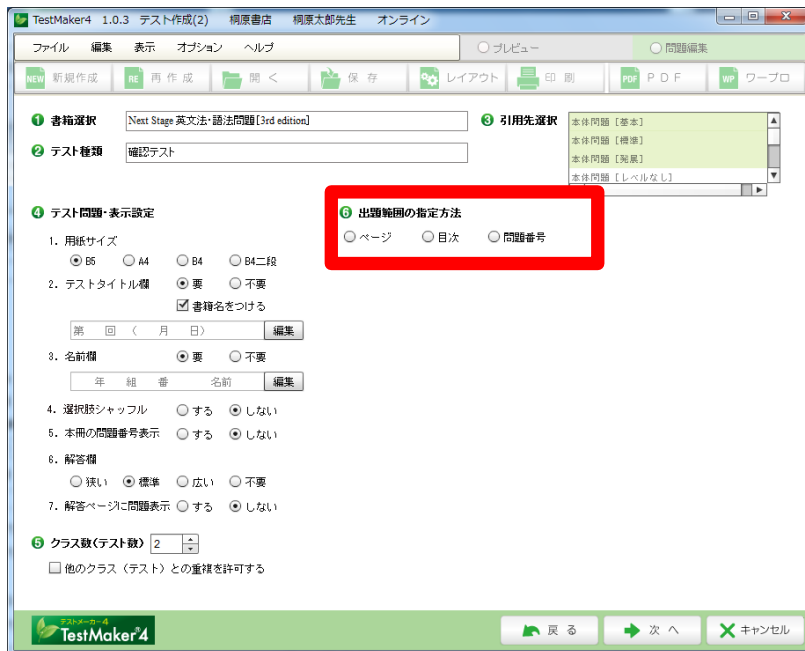 TestMaker4 1.0.3 テスト作成(2) 桐原書店 桐原太郎先生 オンライン
ファイル 編集 表示 オプション ヘルプ プレビュー 問題編集
NEW 新規作成 RE 再作成 開く 保存 レイアウト 印刷 PDF PDF WP ワープロ
1 書籍選択 Next Stage 英文法・語法問題[3rd edition]
2 テスト種類 確認テスト
3 引用先選択
本体問題 [基本]
本体問題 [標準]
本体問題 [発展]
本体問題 [レベルなし]
4 テスト問題・表示設定
1. 用紙サイズ
B5 A4 B4 B4二段
2. テストタイトル欄 要 不要
書籍名をつける
第 回 ( 月 日) 編集
3. 名前欄 要 不要
年 組 番 名前 編集
4. 選択肢シャッフル する しない
5. 本冊の問題番号表示 する しない
6. 解答欄
狭い 標準 広い 不要
7. 解答ページに問題表示 する しない
5 クラス数(テスト数) 2
他のクラス (テスト) との重複を許可する
6 出題範囲の指定方法
ページ 目次 問題番号
テストメーカー4
TestMaker®4
戻る 次へ キャンセル